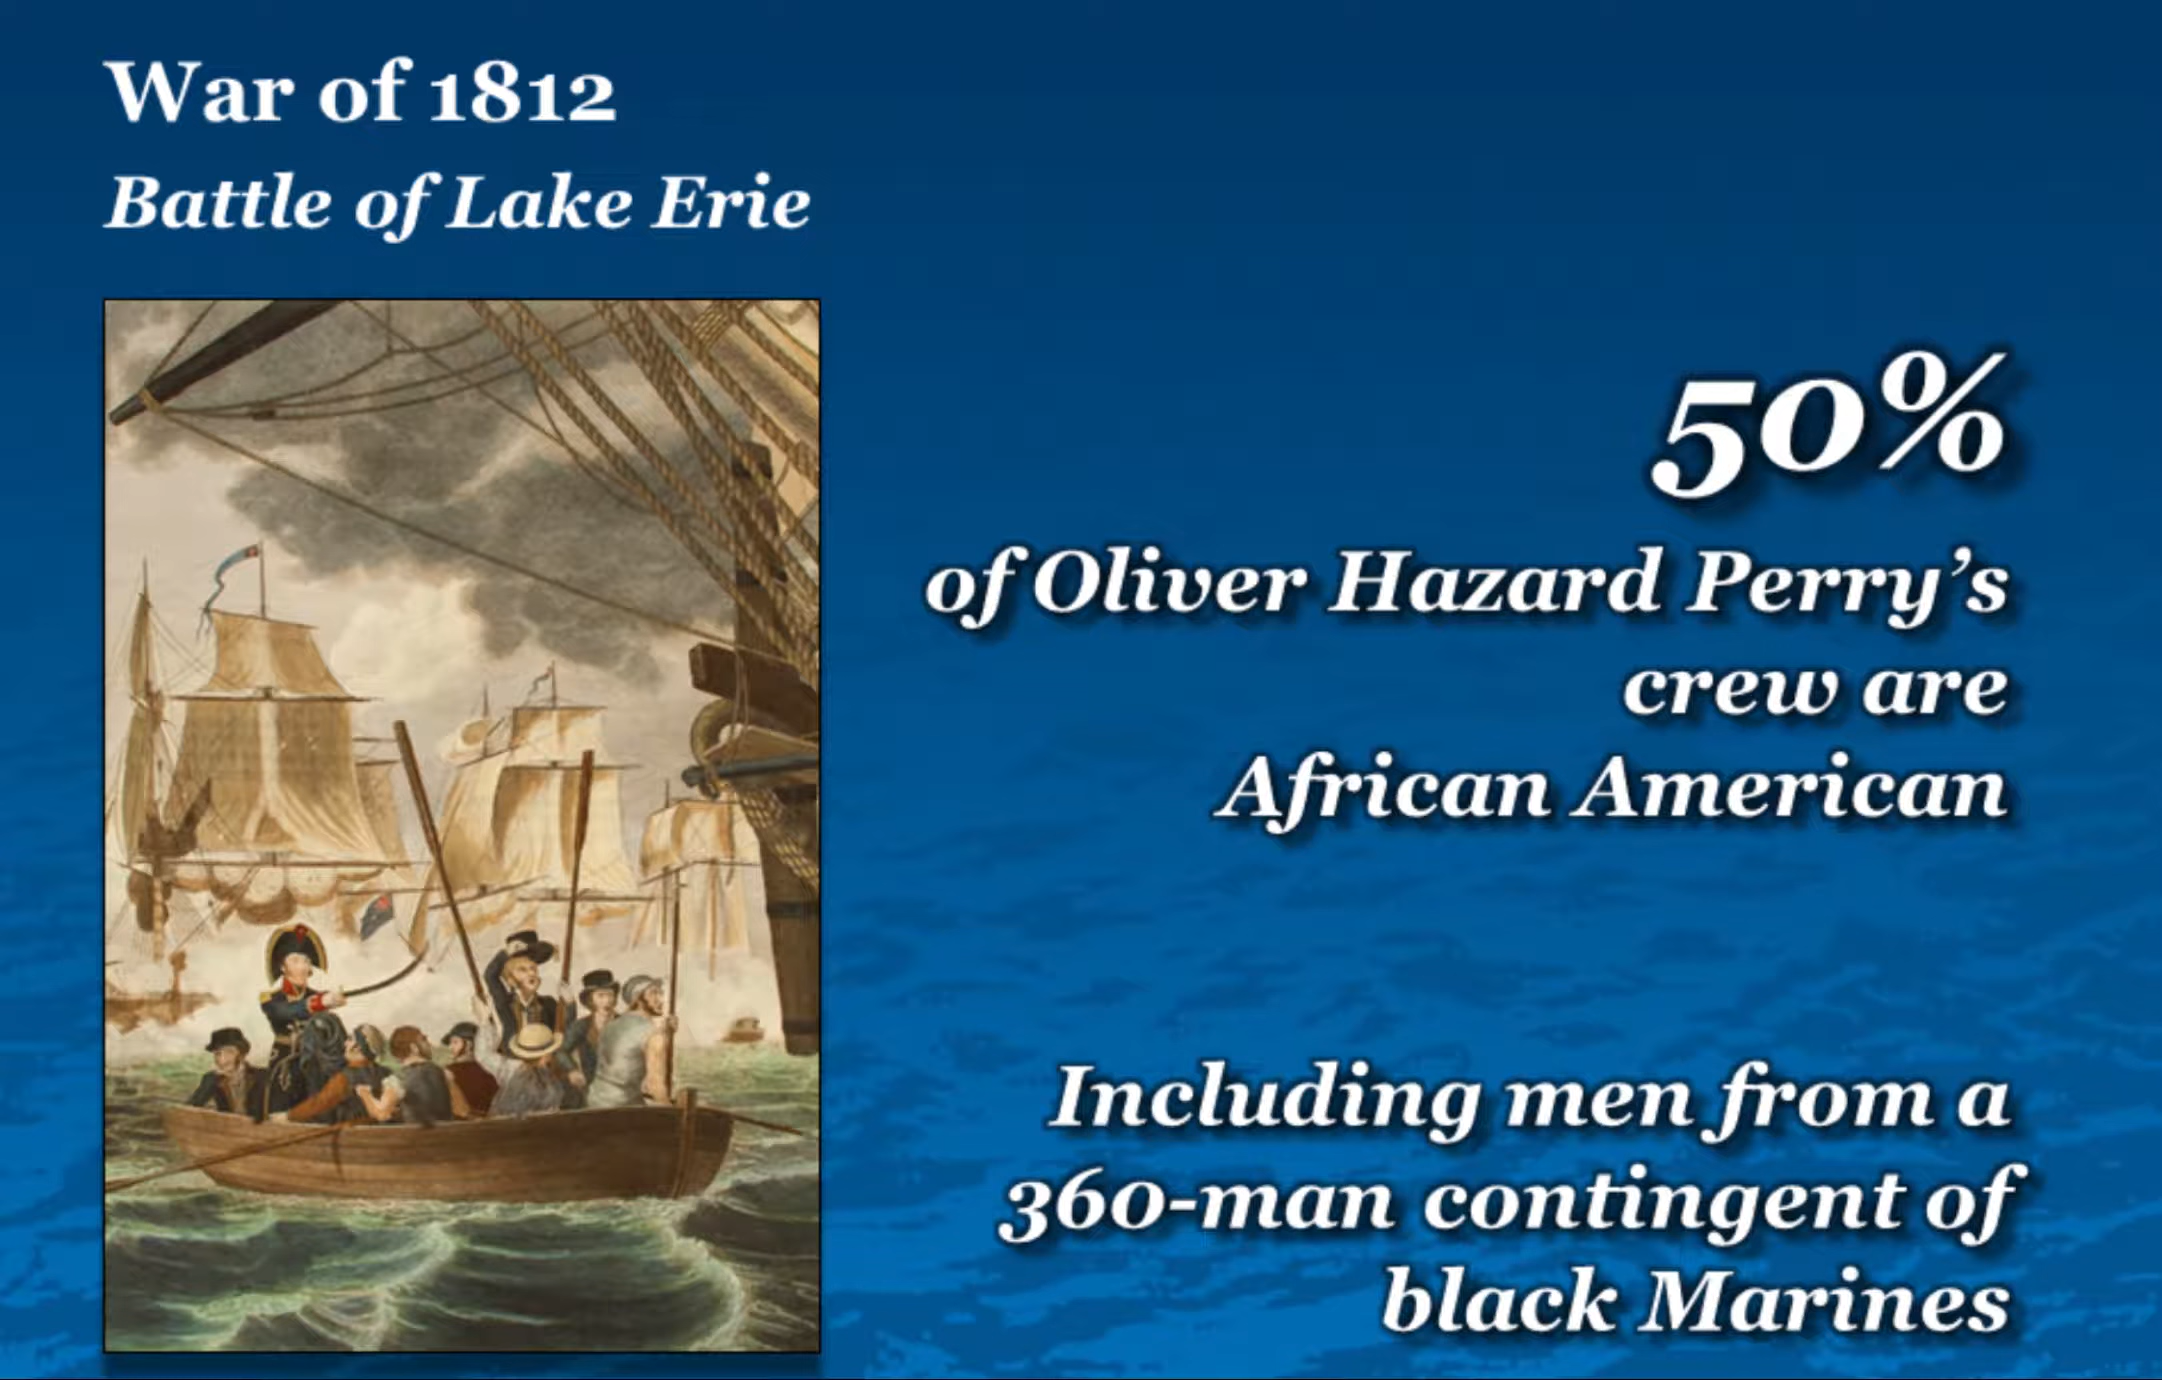 War of 1812
Battle of Lake Erie
50%
of Oliver Hazard Perry’s
crew are
African American
Including men from a
360-man contingent of
black Marines